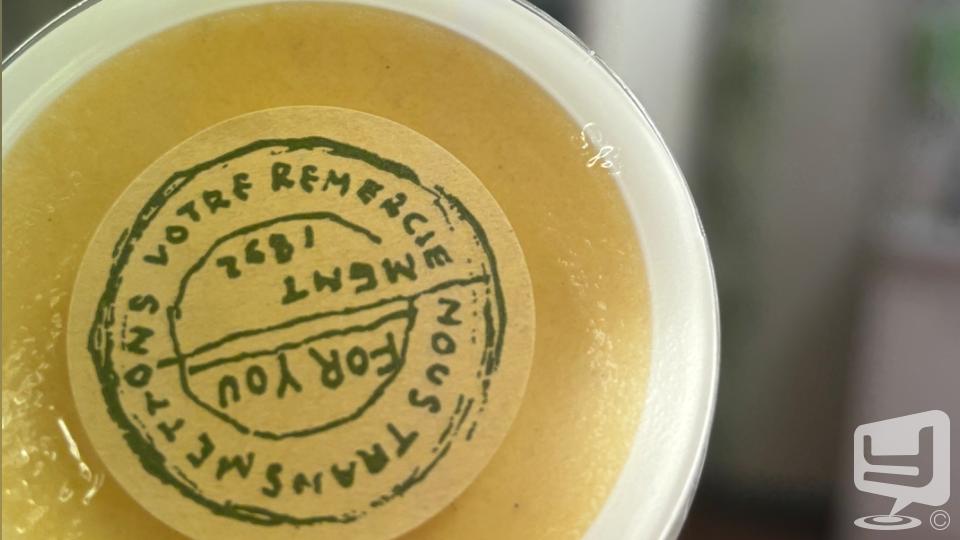 NOUS TRANSMETTONS VOTRE REMERCIEMENT
FOR YOU
1892
©